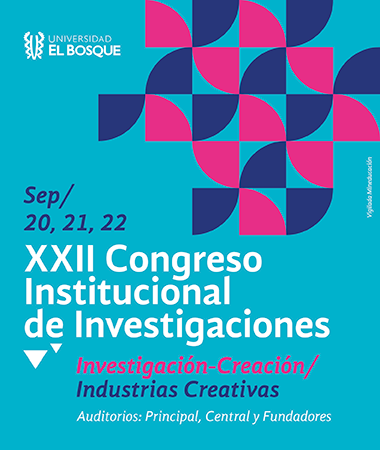 UNIVERSIDAD
EL BOSQUE
Vigilada Mineducación
Sep/
20, 21, 22
XXII Congreso
Institucional
de Investigaciones
Investigación-Creación/
Industrias Creativas
Auditorios: Principal, Central y Fundadores